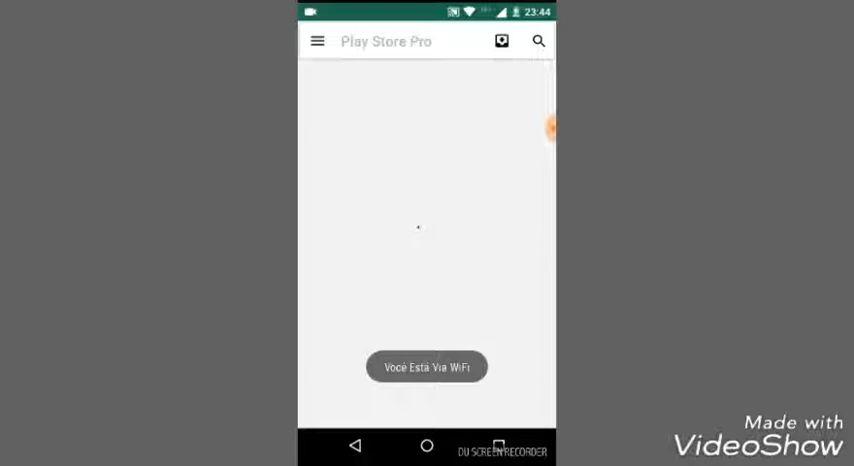 23:44
Play Store Pro
Você Está Via WiFi
DU SCREEN RECORDER
Made with
VideoShow